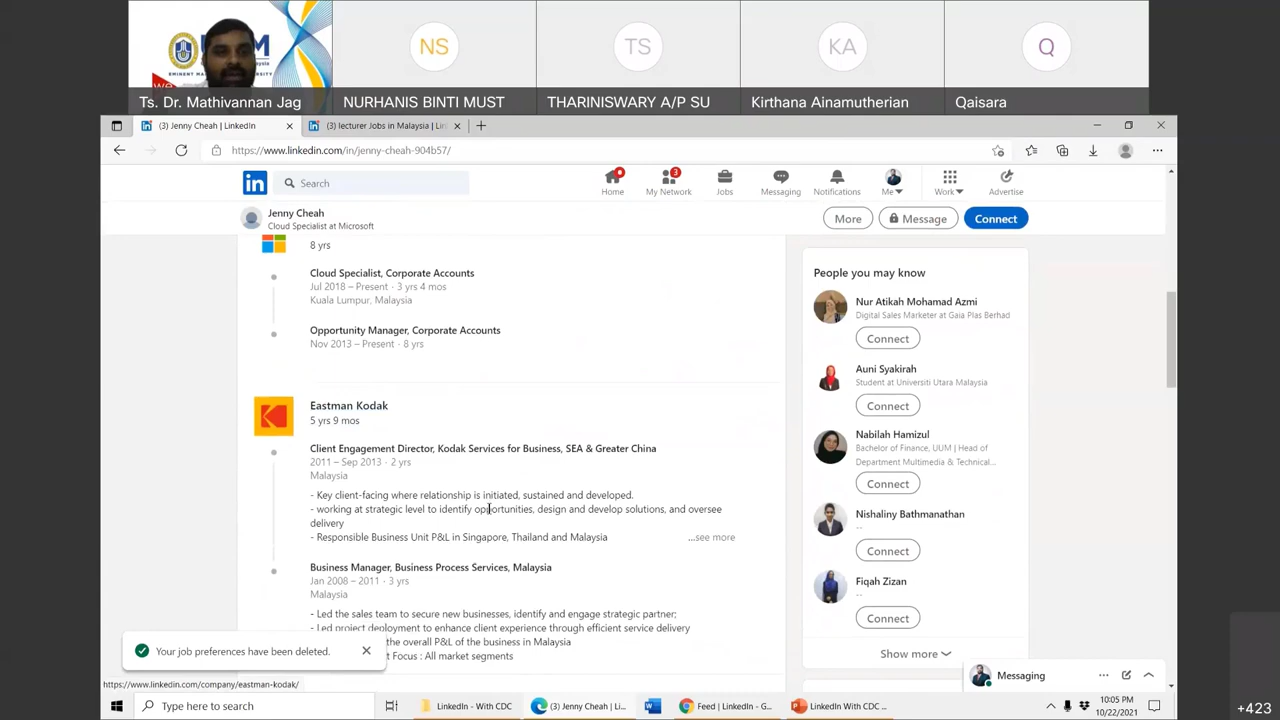 NS
TS
KA
Q
Ts. Dr. Mathivannan Jag
NURHANIS BINTI MUST
THARINISWARY A/P SU
Kirthana Ainamutherian
Qaisara
(3) Jenny Cheah | LinkedIn
(3) lecturer Jobs in Malaysia | Lin
https://www.linkedin.com/in/jenny-cheah-904b57/
in
Search
3
Home
My Network
Jobs
Messaging
Notifications
Me
Work
Advertise
Jenny Cheah
Cloud Specialist at Microsoft
More
Message
Connect
8 yrs
Cloud Specialist, Corporate Accounts
Jul 2018 – Present · 3 yrs 4 mos
Kuala Lumpur, Malaysia
Opportunity Manager, Corporate Accounts
Nov 2013 – Present · 8 yrs
Eastman Kodak
5 yrs 9 mos
Client Engagement Director, Kodak Services for Business, SEA & Greater China
2011 – Sep 2013 · 2 yrs
Malaysia
- Key client-facing where relationship is initiated, sustained and developed.
- working at strategic level to identify opportunities, design and develop solutions, and oversee
delivery
- Responsible Business Unit P&L in Singapore, Thailand and Malaysia
...see more
Business Manager, Business Process Services, Malaysia
Jan 2008 – 2011 · 3 yrs
Malaysia
- Led the sales team to secure new businesses, identify and engage strategic partner;
- Led project deployment to enhance client experience through efficient service delivery
the overall P&L of the business in Malaysia
t Focus : All market segments
People you may know
Nur Atikah Mohamad Azmi
Digital Sales Marketer at Gaia Plas Berhad
Connect
Auni Syakirah
Student at Universiti Utara Malaysia
Connect
Nabilah Hamizul
Bachelor of Finance, UUM | Head of
Department Multimedia & Technical...
Connect
Nishaliny Bathmanathan
--
Connect
Fiqah Zizan
--
Connect
Show more
Your job preferences have been deleted.
Messaging
https://www.linkedin.com/company/eastman-kodak/
Type here to search
LinkedIn - With CDC
(3) Jenny Cheah | Li...
Feed | LinkedIn - G...
LinkedIn With CDC ...
10:05 PM
10/22/2021
+423